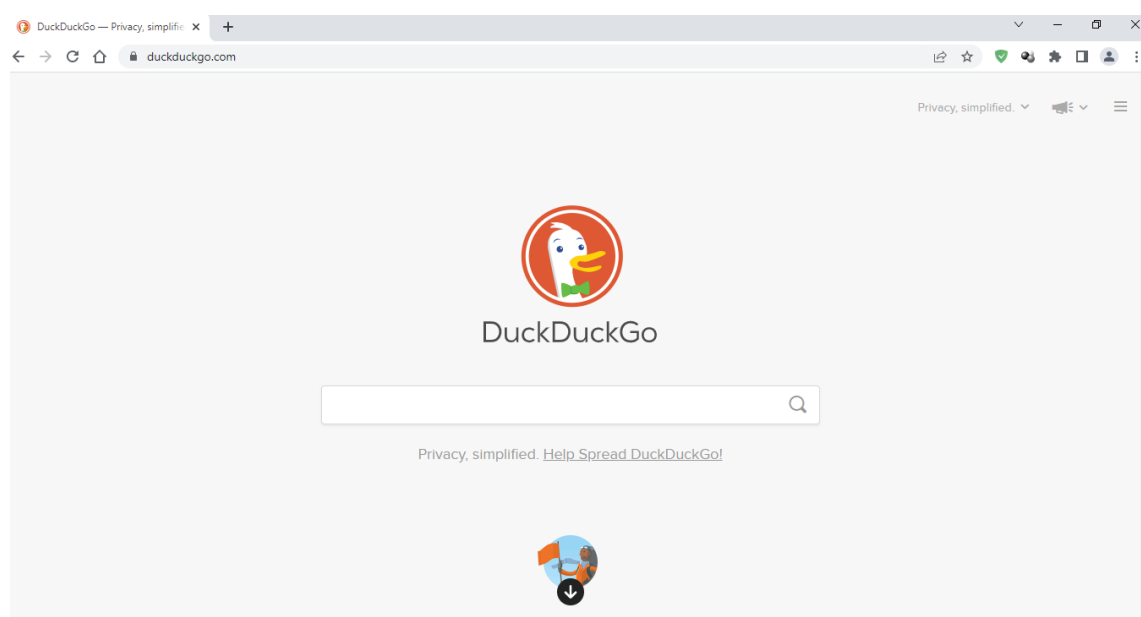 DuckDuckGo — Privacy, simplifie
duckduckgo.com
Privacy, simplified.
DuckDuckGo
Privacy, simplified. Help Spread DuckDuckGo!